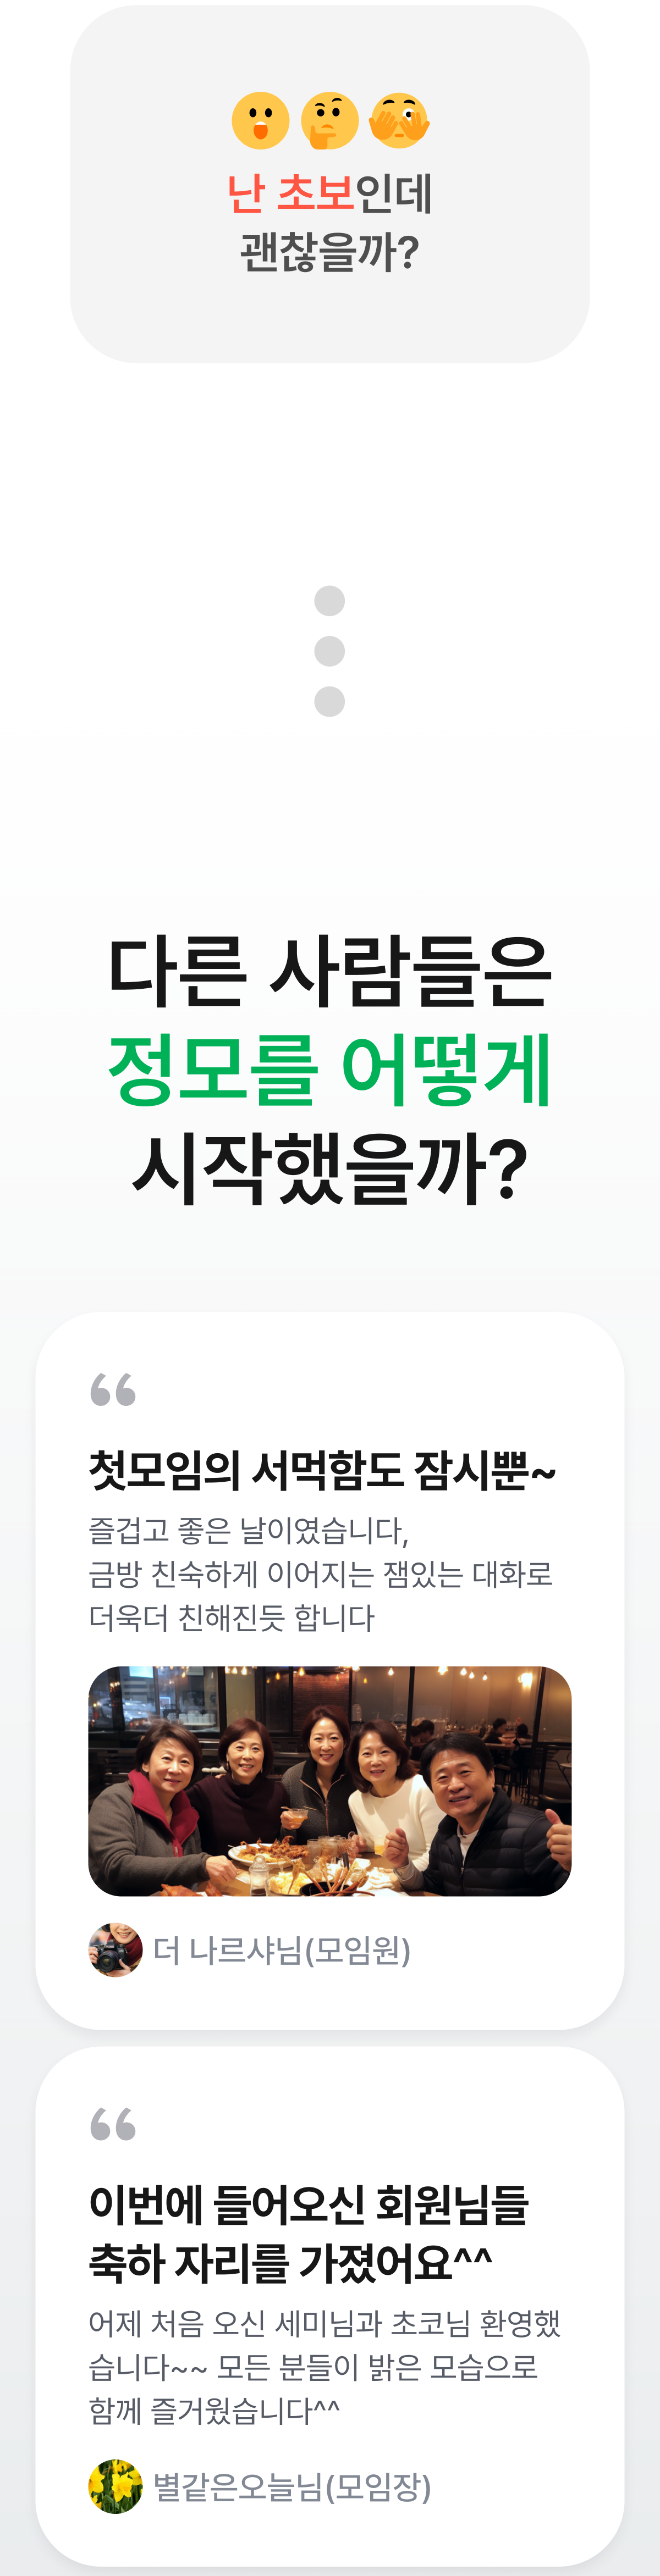 난 초보인데
괜찮을까?
다른 사람들은
정모를 어떻게
시작했을까?
첫모임의 서먹함도 잠시뿐~
즐겁고 좋은 날이였습니다,
금방 친숙하게 이어지는 잼있는 대화로
더욱더 친해진듯 합니다
더 나르샤님(모임원)
이번에 들어오신 회원님들
축하 자리를 가졌어요^^
어제 처음 오신 세미님과 초코님 환영했
습니다~~ 모든 분들이 밝은 모습으로
함께 즐거웠습니다^^
별같은오늘님(모임장)